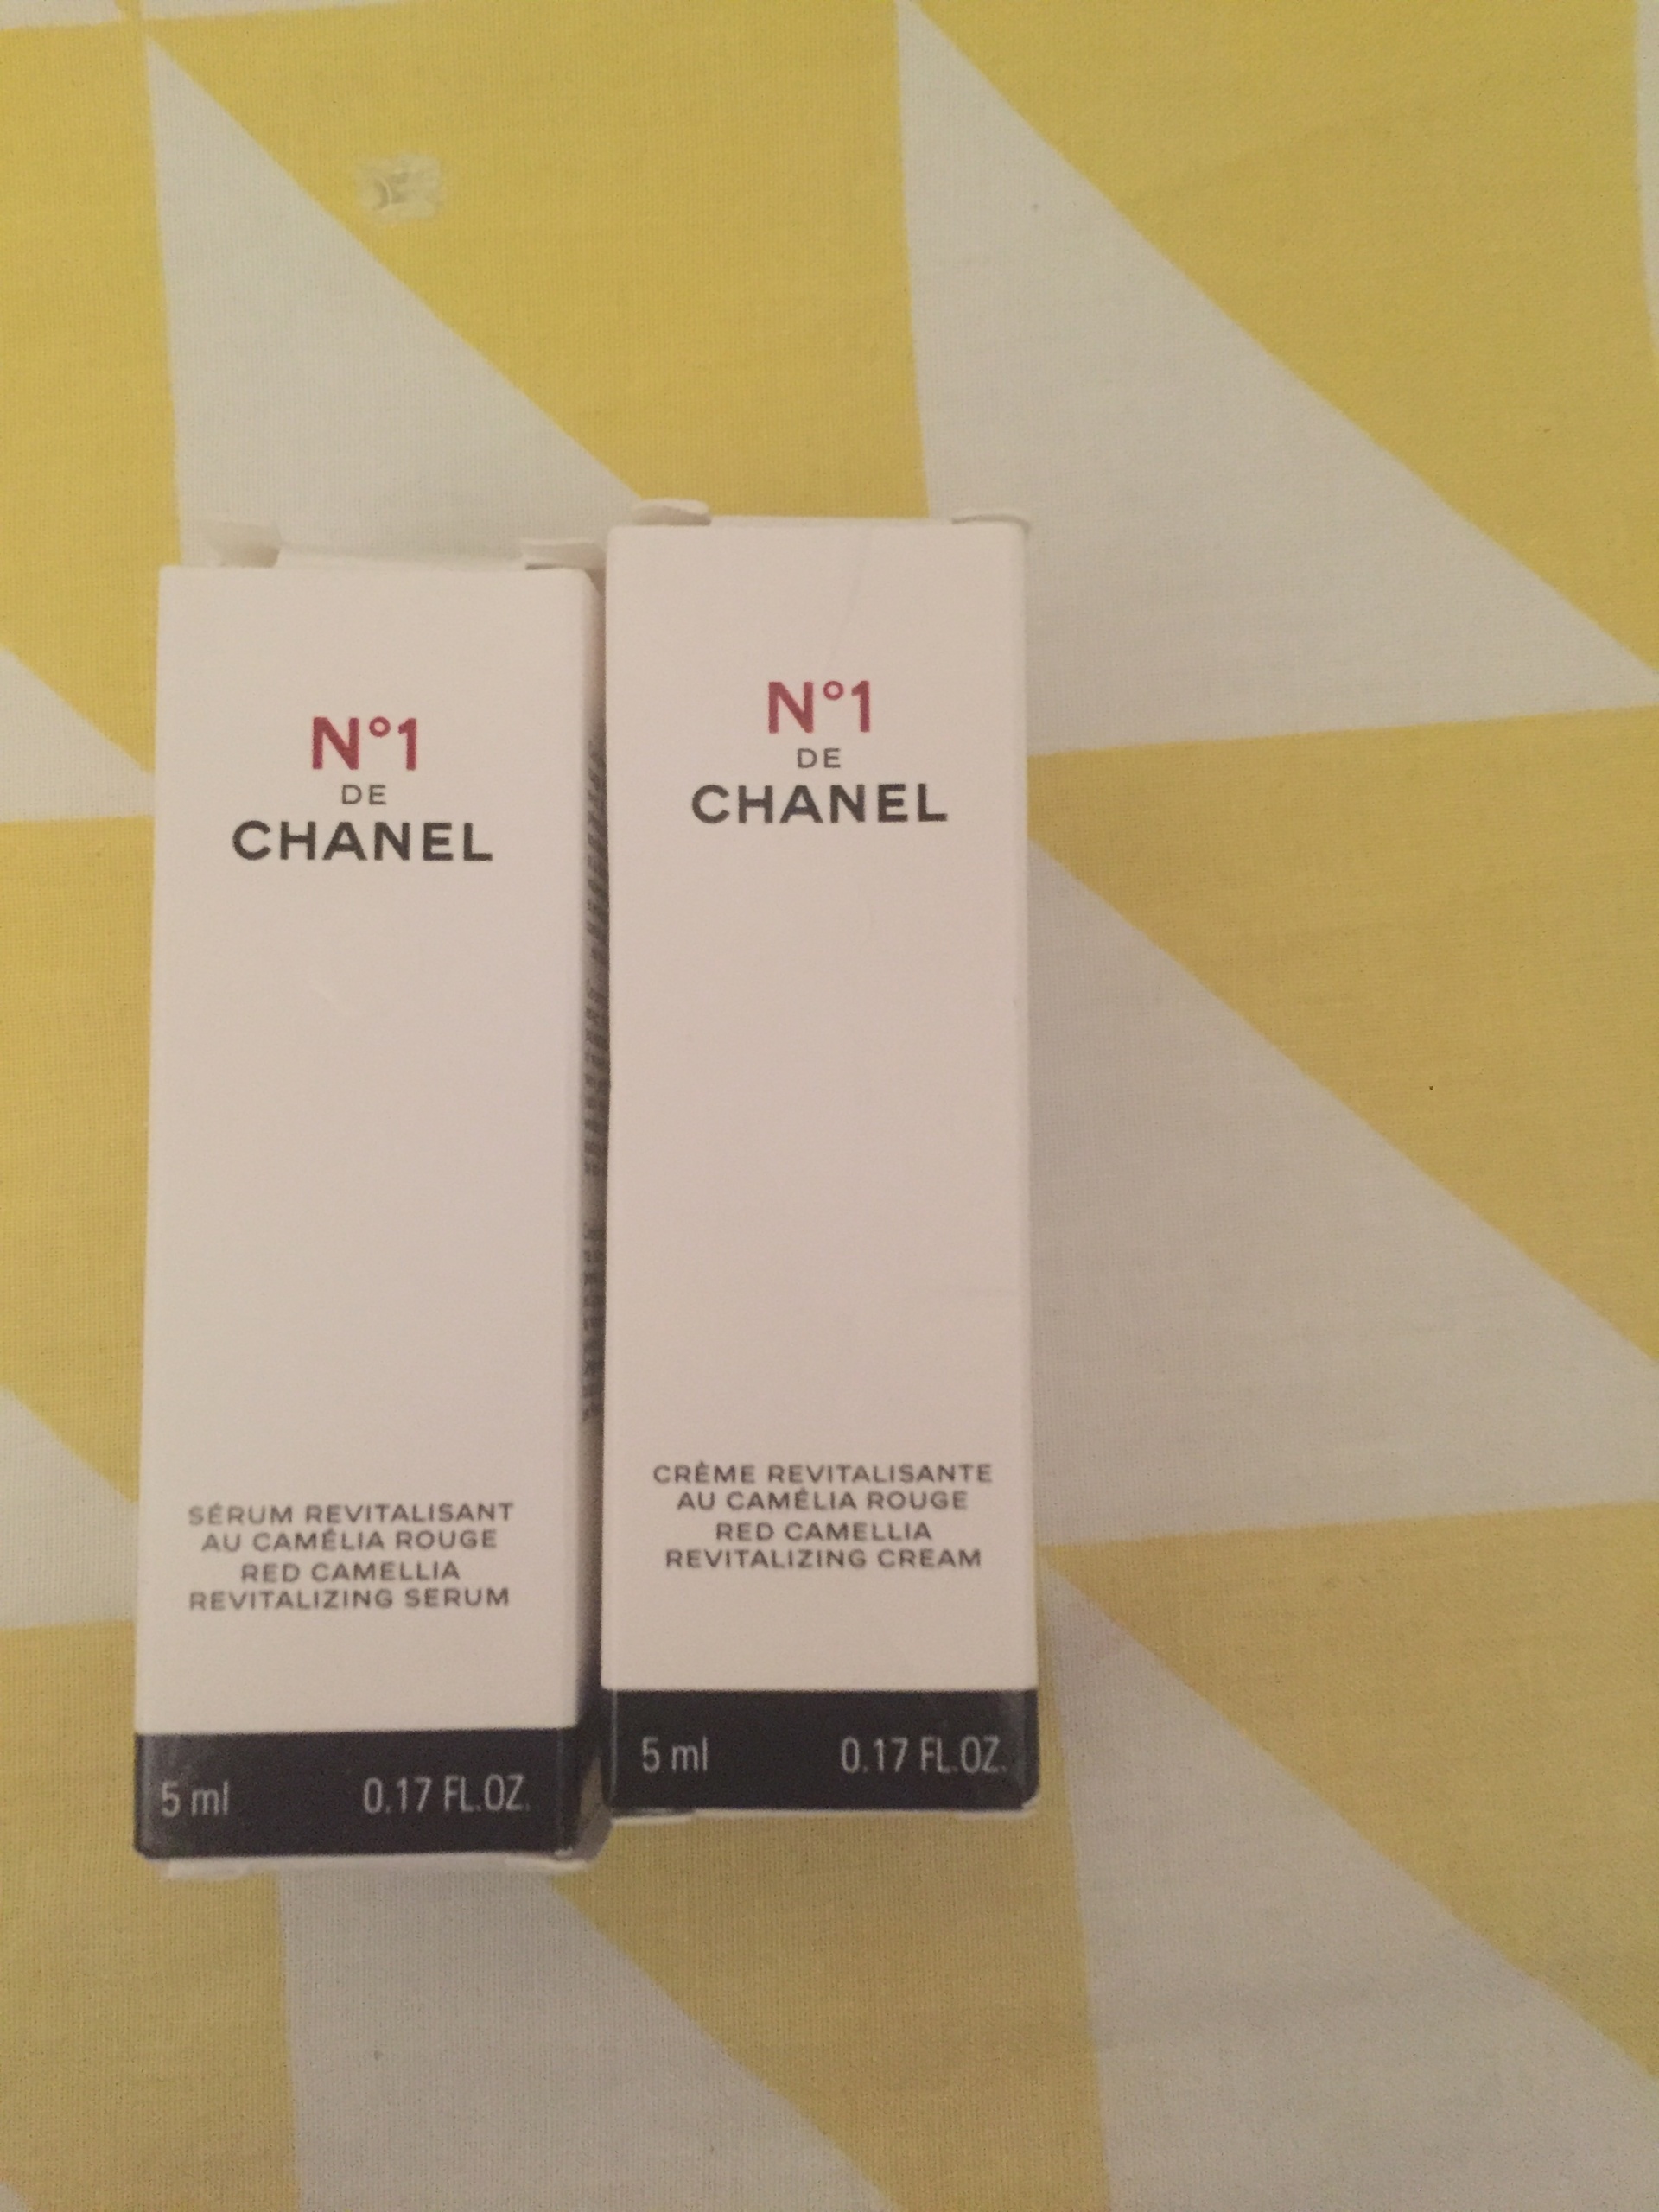 N°1
DE
CHANEL
SÉRUM REVITALISANT
AU CAMÉLIA ROUGE
RED CAMELLIA
REVITALIZING SERUM
5 ml 0.17 FL.OZ.
N°1
DE
CHANEL
CRÈME REVITALISANTE
AU CAMÉLIA ROUGE
RED CAMELLIA
REVITALIZING CREAM
5 ml 0.17 FL.OZ.